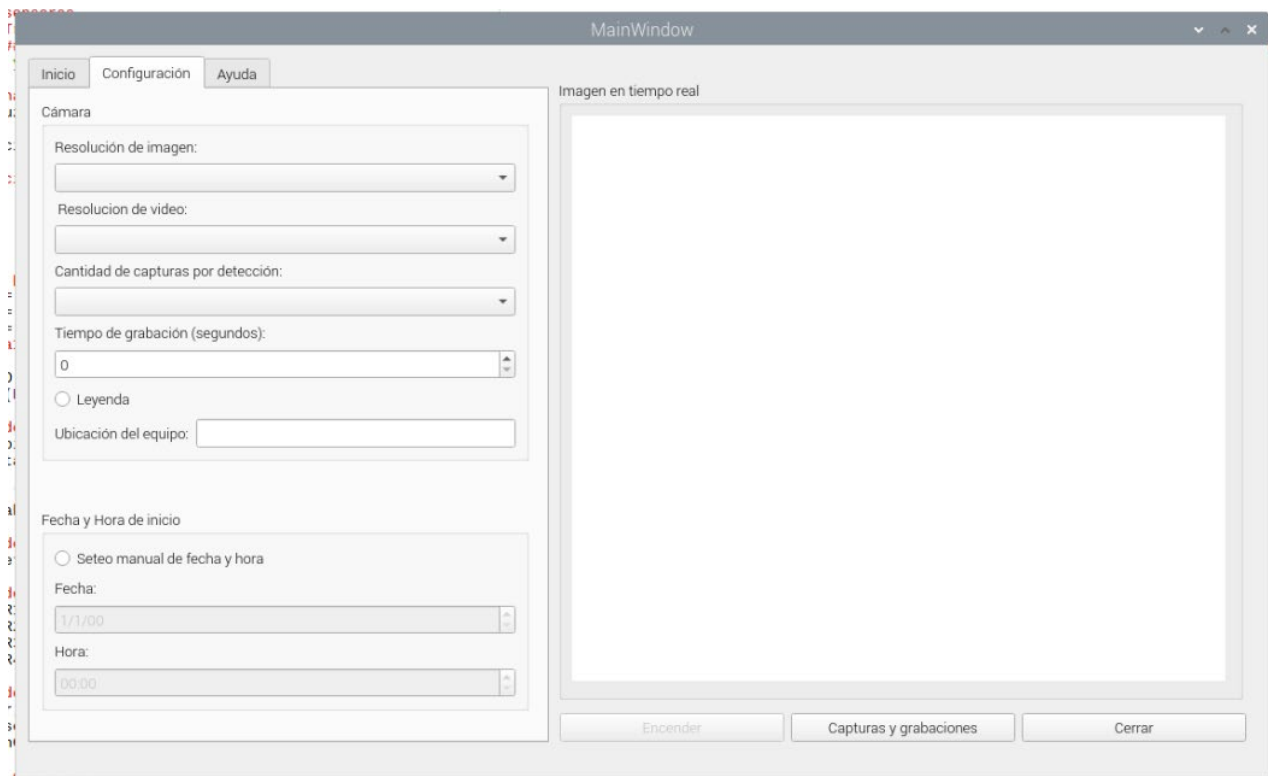 MainWindow
Inicio
Configuración
Ayuda
Cámara
Resolución de imagen:
Resolucion de video:
Cantidad de capturas por detección:
Tiempo de grabación (segundos):
0
Leyenda
Ubicación del equipo:
Fecha y Hora de inicio
Seteo manual de fecha y hora
Fecha:
1/1/00
Hora:
00:00
Imagen en tiempo real
Encender
Capturas y grabaciones
Cerrar